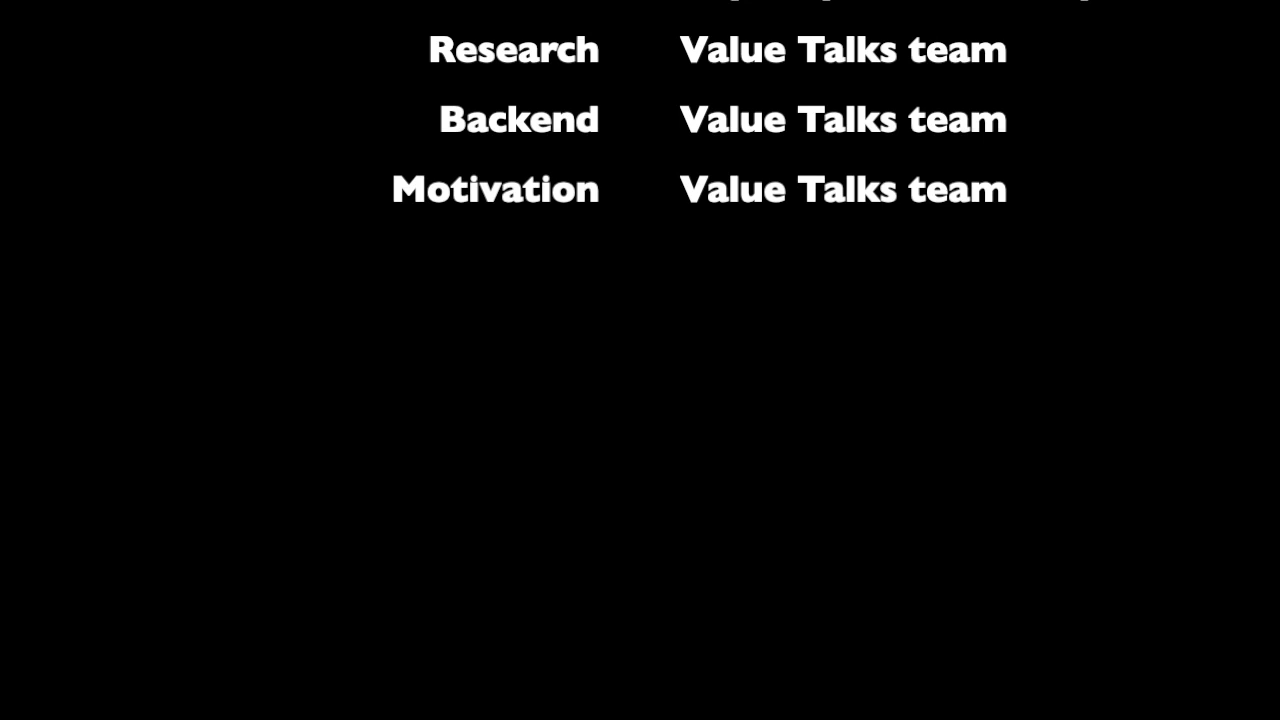 Research Value Talks team
Backend Value Talks team
Motivation Value Talks team